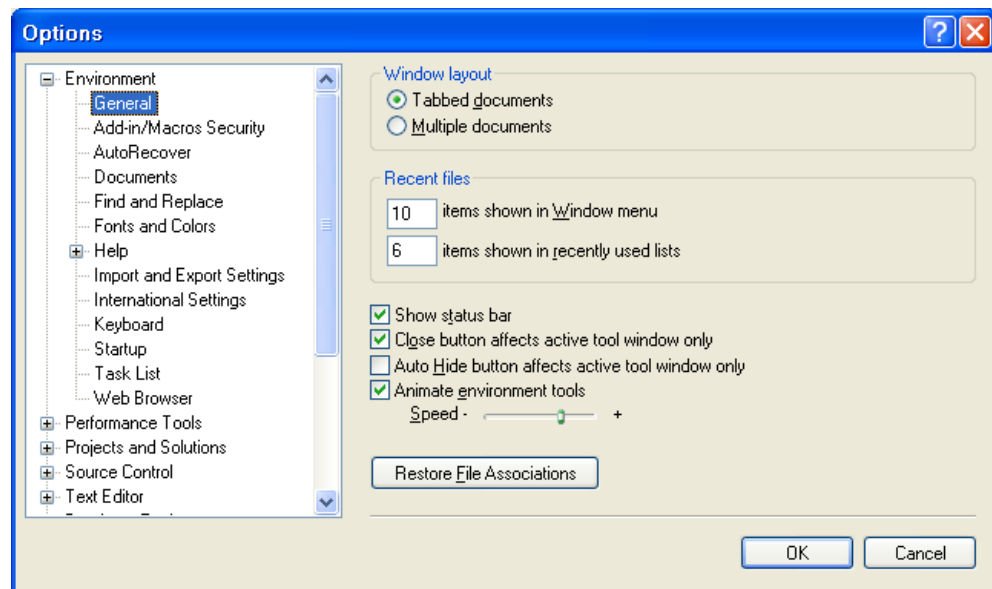 Options
Environment
General
Add-in/Macros Security
AutoRecover
Documents
Find and Replace
Fonts and Colors
Help
Import and Export Settings
International Settings
Keyboard
Startup
Task List
Web Browser
Performance Tools
Projects and Solutions
Source Control
Text Editor
Window layout
Tabbed documents
Multiple documents
Recent files
10 items shown in Window menu
6 items shown in recently used lists
Show status bar
Close button affects active tool window only
Auto Hide button affects active tool window only
Animate environment tools
Speed - +
Restore File Associations
OK Cancel